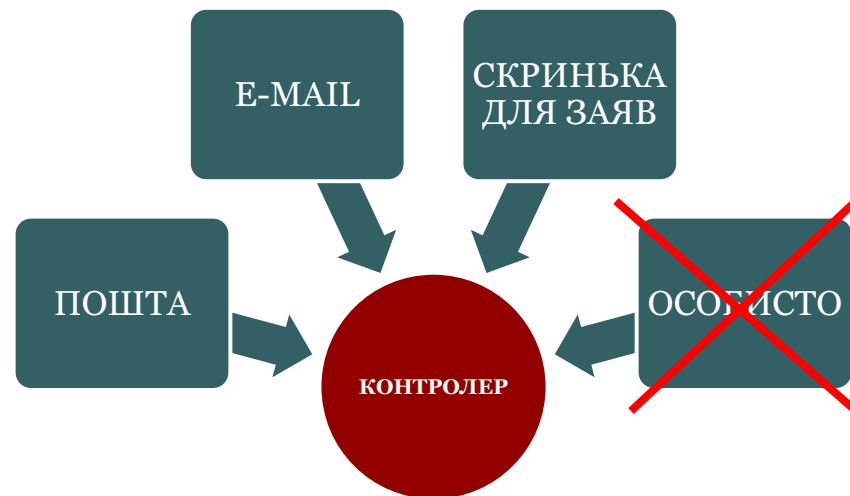 E-MAIL
СКРИНЬКА
ДЛЯ ЗАЯВ
ПОШТА
ОСОБИСТО
КОНТРОЛЕР